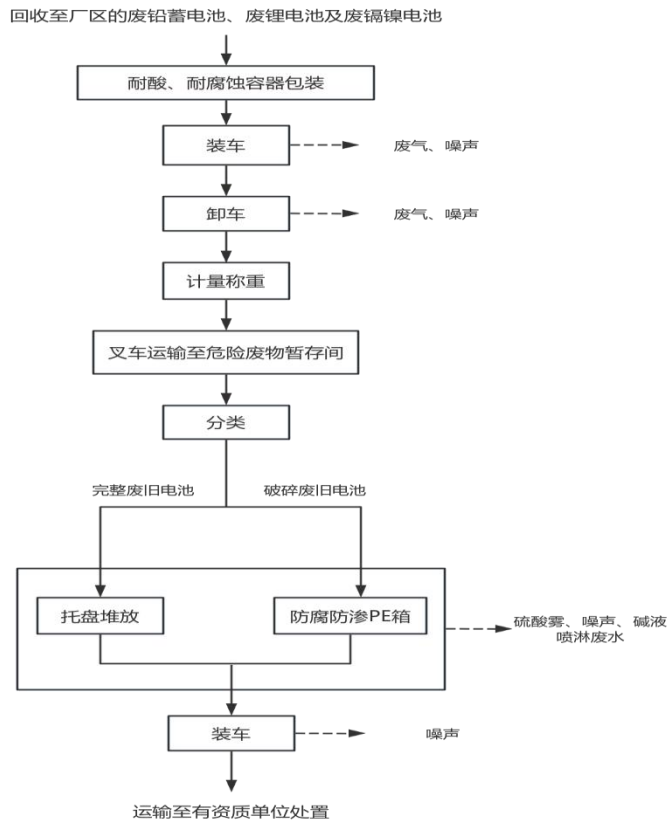 回收至厂区的废铅蓄电池、废锂电池及废镉镍电池
耐酸、耐腐蚀容器包装
装车
废气、噪声
卸车
废气、噪声
计量称重
叉车运输至危险废物暂存间
分类
完整废旧电池
破碎废旧电池
托盘堆放
防腐防渗PE箱
硫酸雾、噪声、碱液
喷淋废水
装车
噪声
运输至有资质单位处置